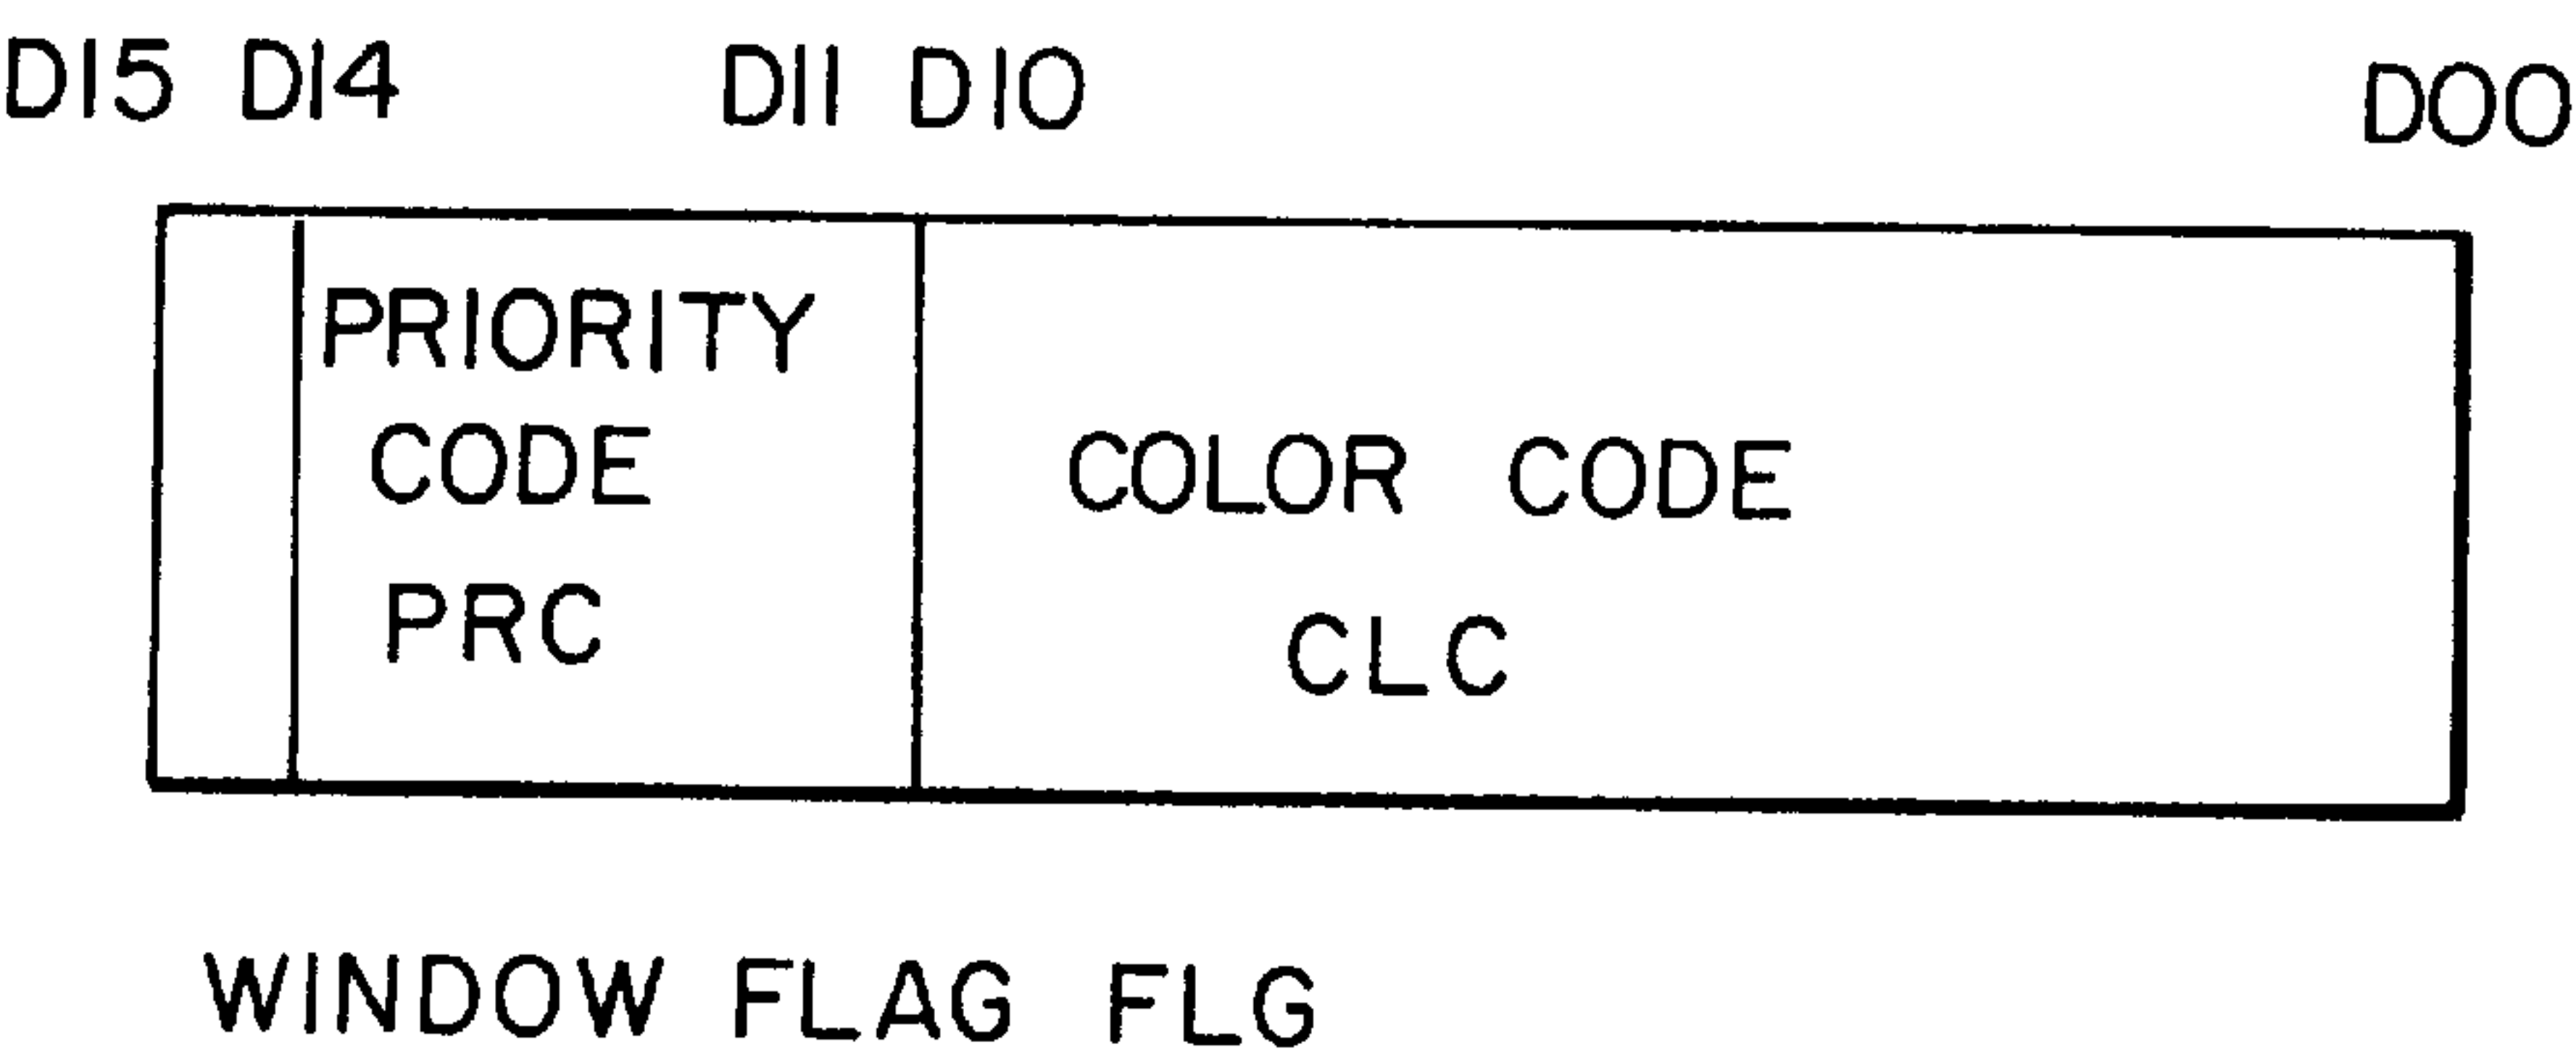 D15 D14 D11 D10 D00
PRIORITY
CODE
PRC
COLOR CODE
CLC
WINDOW FLAG FLG